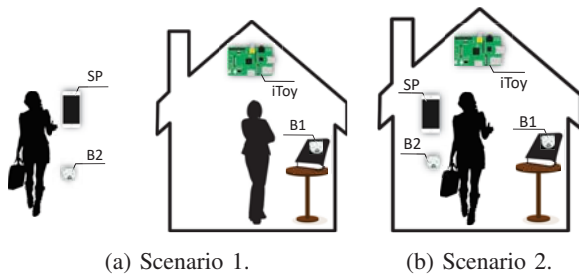 SP
B2
iToy
B1
SP
B2
iToy
B1
(a) Scenario 1.
(b) Scenario 2.